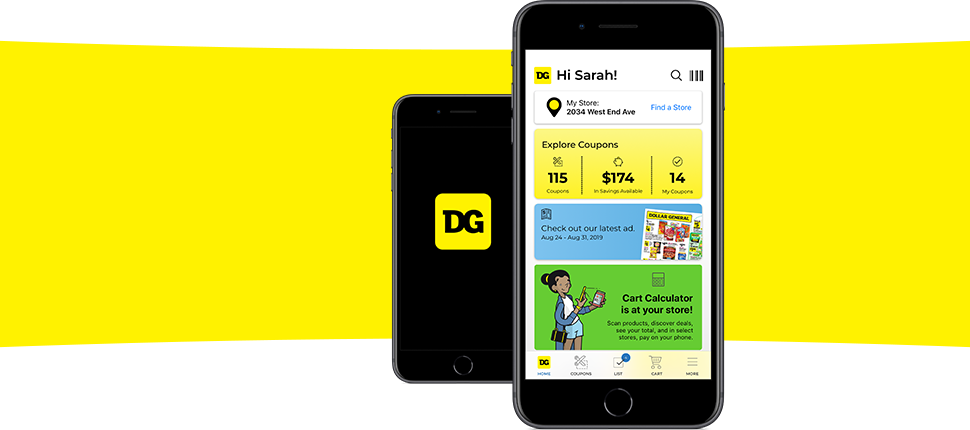 DG
DG Hi Sarah!
My Store:
2034 West End Ave
Find a Store
Explore Coupons
115
Coupons
$174
In Savings Available
14
My Coupons
Check out our latest ad.
Aug 24 - Aug 31, 2019
DOLLAR GENERAL
Cart Calculator
is at your store!
Scan products, discover deals,
see your total, and in select
stores, pay on your phone.
DG
HOME
COUPONS
LIST
CART
MORE